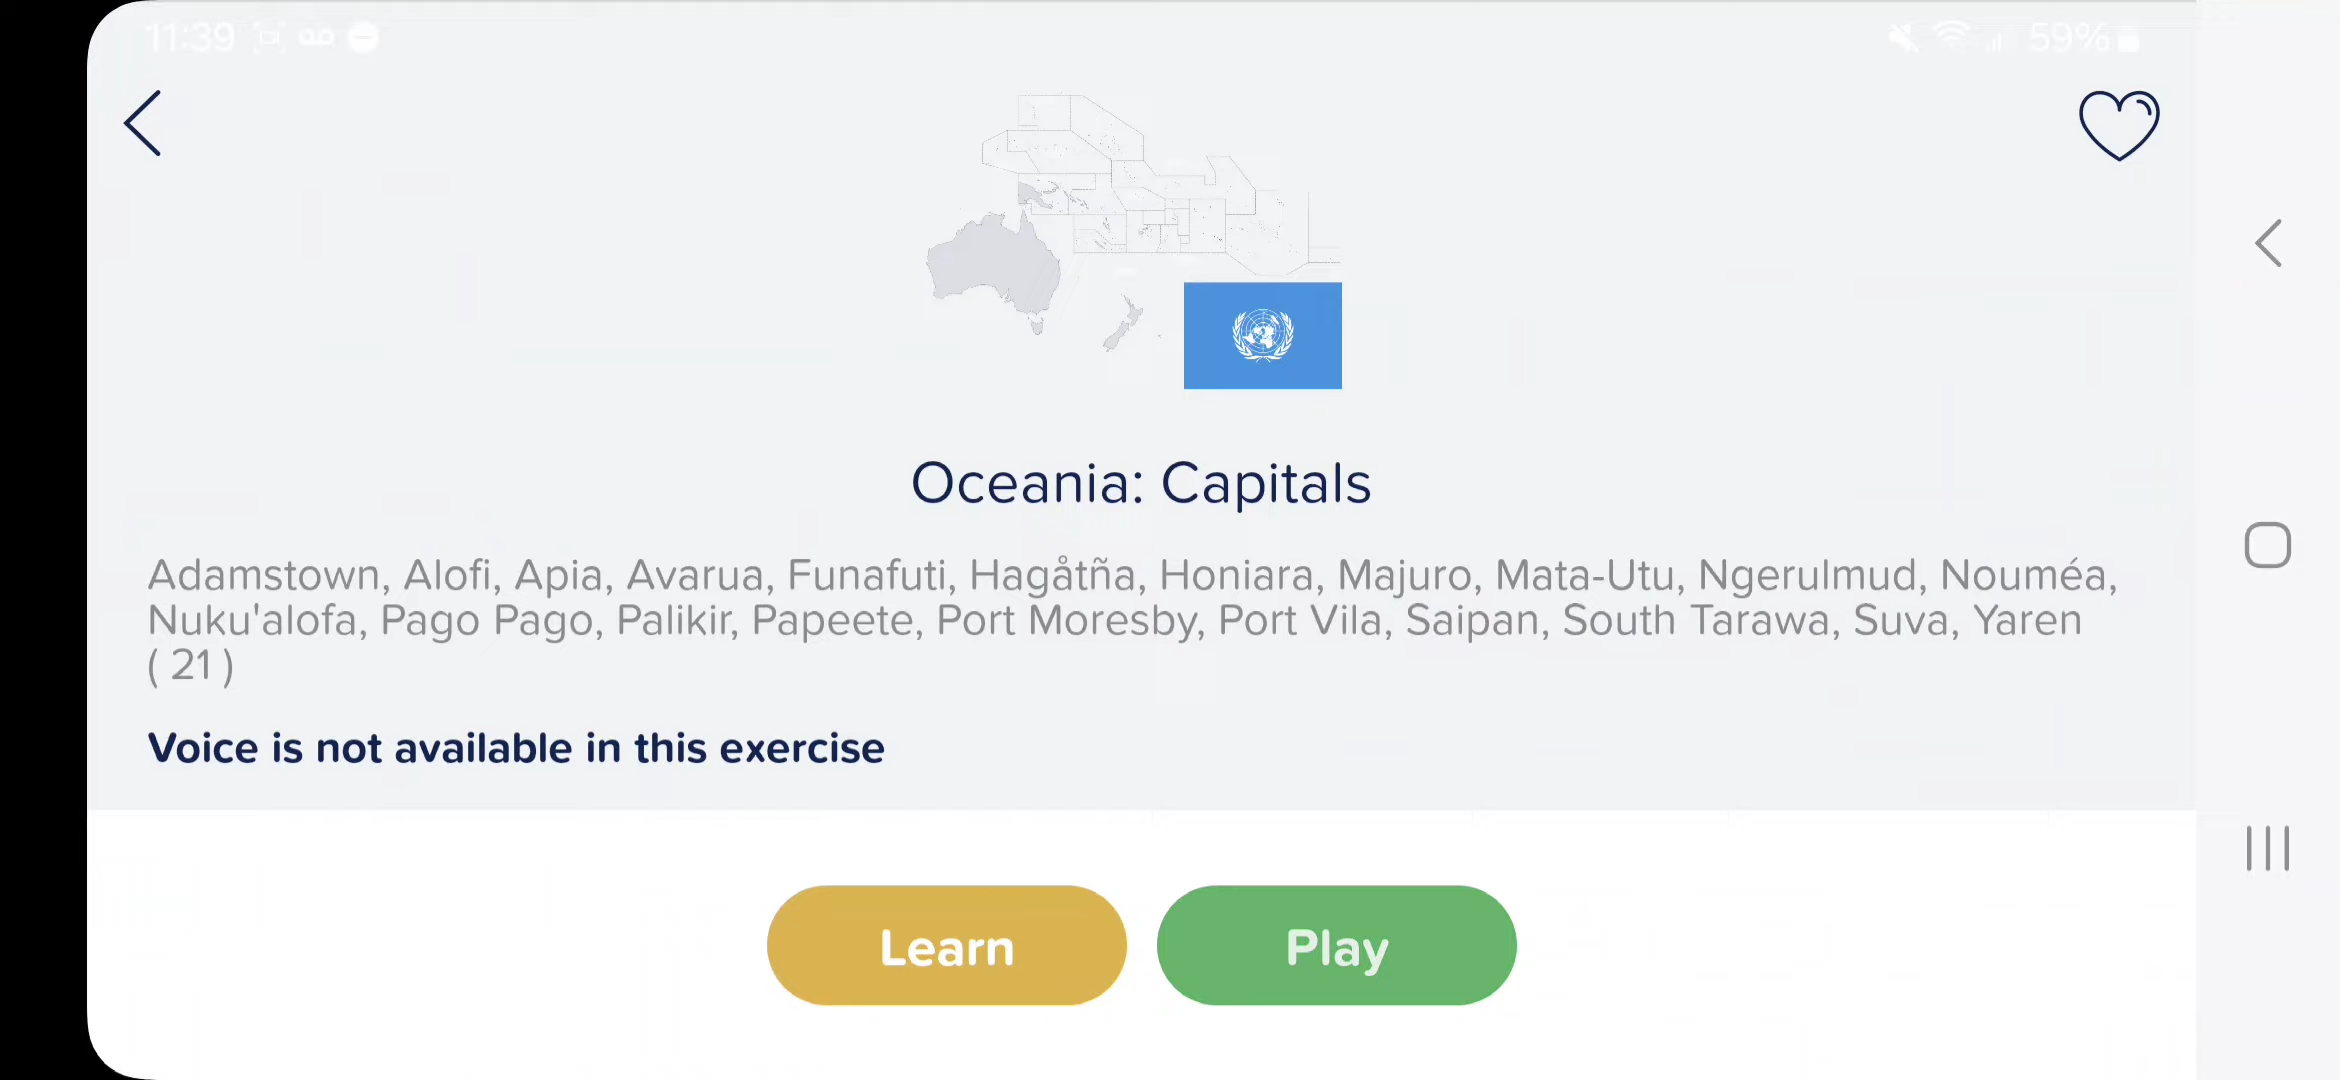 11:39
59%
Oceania: Capitals
Adamstown, Alofi, Apia, Avarua, Funafuti, Hagåtña, Honiara, Majuro, Mata-Utu, Ngerulmud, Nouméa,
Nuku'alofa, Pago Pago, Palikir, Papeete, Port Moresby, Port Vila, Saipan, South Tarawa, Suva, Yaren
( 21 )
Voice is not available in this exercise
Learn
Play